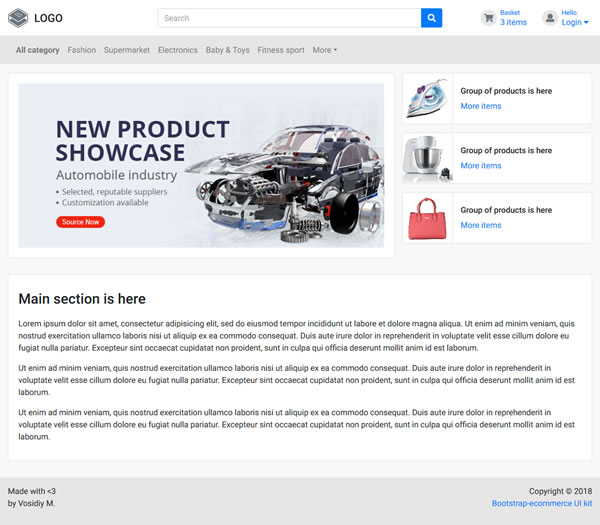 LOGO
Search
Basket
3 items
Hello.
Login
All category Fashion Supermarket Electronics Baby & Toys Fitness sport More
NEW PRODUCT
SHOWCASE
Automobile industry
• Selected, reputable suppliers
• Customization available
Source Now
Group of products is here
More items
Group of products is here
More items
Group of products is here
More items
Main section is here
Lorem ipsum dolor sit amet, consectetur adipisicing elit, sed do eiusmod tempor incididunt ut labore et dolore magna aliqua. Ut enim ad minim veniam, quis
nostrud exercitation ullamco laboris nisi ut aliquip ex ea commodo consequat. Duis aute irure dolor in reprehenderit in voluptate velit esse cillum dolore eu
fugiat nulla pariatur. Excepteur sint occaecat cupidatat non proident, sunt in culpa qui officia deserunt mollit anim id est laborum.
Ut enim ad minim veniam, quis nostrud exercitation ullamco laboris nisi ut aliquip ex ea commodo consequat. Duis aute irure dolor in reprehenderit in
voluptate velit esse cillum dolore eu fugiat nulla pariatur. Excepteur sint occaecat cupidatat non proident, sunt in culpa qui officia deserunt mollit anim id est
laborum.
Ut enim ad minim veniam, quis nostrud exercitation ullamco laboris nisi ut aliquip ex ea commodo consequat. Duis aute irure dolor in reprehenderit in
voluptate velit esse cillum dolore eu fugiat nulla pariatur. Excepteur sint occaecat cupidatat non proident, sunt in culpa qui officia deserunt mollit anim id est
laborum.
Made with <3
by Vosidiy M.
Copyright © 2018
Bootstrap-ecommerce UI kit